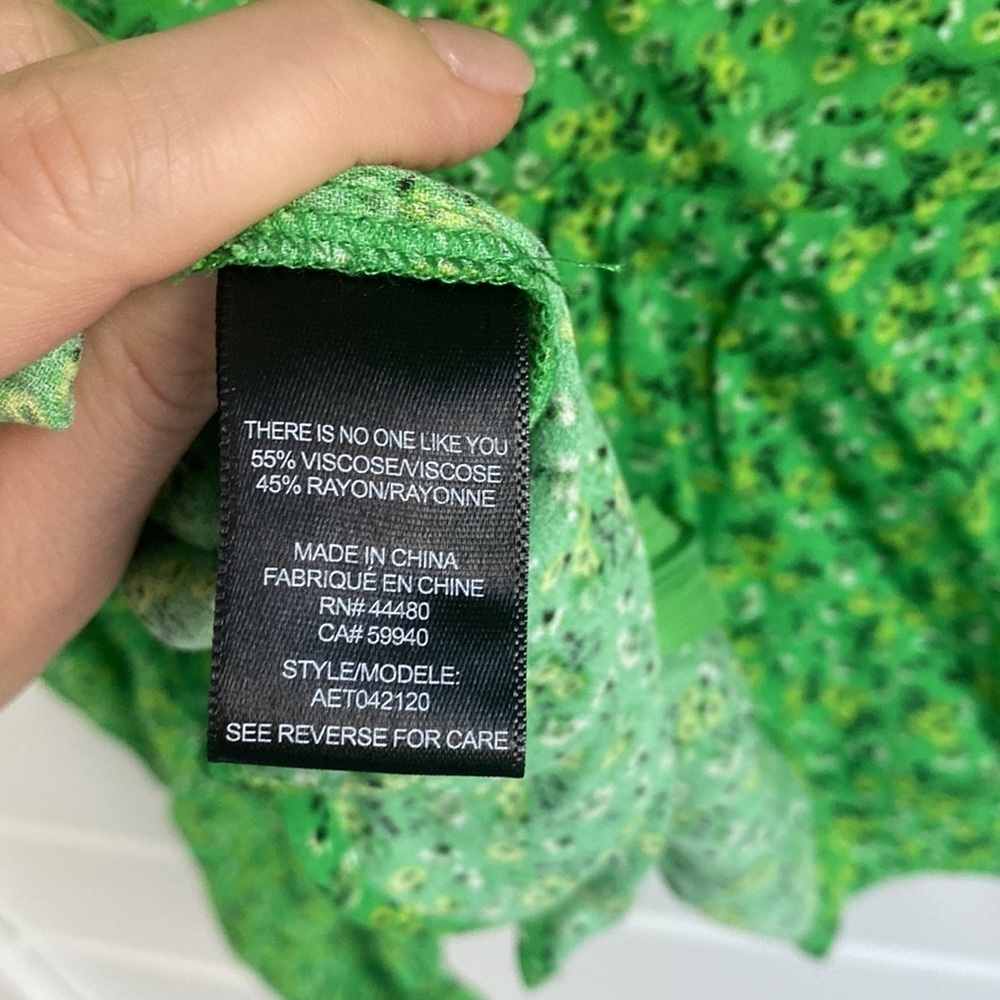 THERE IS NO ONE LIKE YOU
55% VISCOSE/VISCOSE
45% RAYON/RAYONNE
MADE IN CHINA
FABRIQUÉ EN CHINE
RN# 44480
CA# 59940
STYLE/MODELE:
AET042120
SEE REVERSE FOR CARE